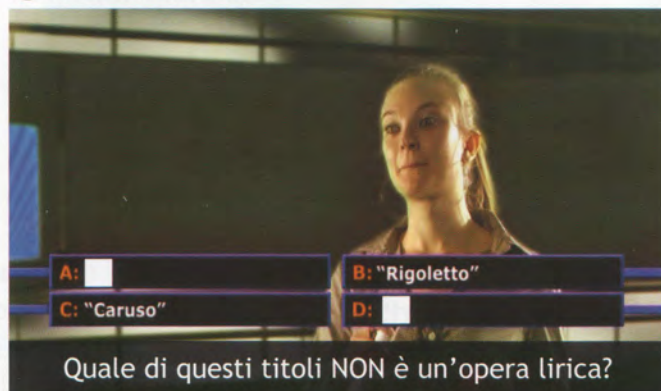 A:
B: "Rigoletto"
C: "Caruso"
D:
Quale di questi titoli NON è un'opera lirica?